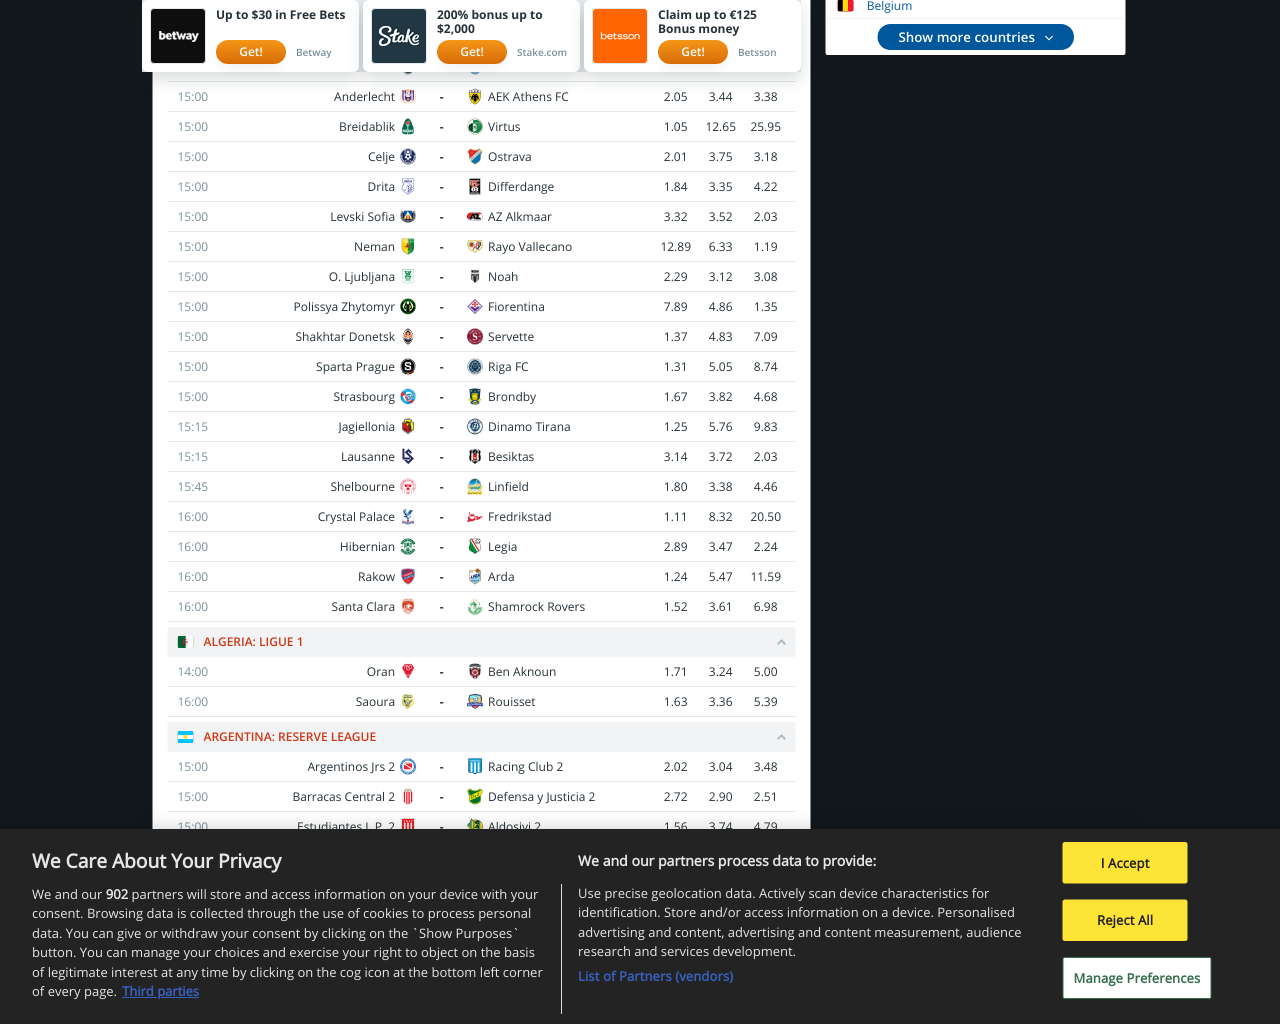 betway
Up to $30 in Free Bets
Get!
Betway
Stake
200% bonus up to
$2,000
Get!
Stake.com
betsson
Claim up to €125
Bonus money
Get!
Betsson
Belgium
Show more countries
15:00 Anderlecht - AEK Athens FC 2.05 3.44 3.38
15:00 Breidablik - Virtus 1.05 12.65 25.95
15:00 Celje - Ostrava 2.01 3.75 3.18
15:00 Drita - Differdange 1.84 3.35 4.22
15:00 Levski Sofia - AZ Alkmaar 3.32 3.52 2.03
15:00 Neman - Rayo Vallecano 12.89 6.33 1.19
15:00 O. Ljubljana - Noah 2.29 3.12 3.08
15:00 Polissya Zhytomyr - Fiorentina 7.89 4.86 1.35
15:00 Shakhtar Donetsk - Servette 1.37 4.83 7.09
15:00 Sparta Prague - Riga FC 1.31 5.05 8.74
15:00 Strasbourg - Brondby 1.67 3.82 4.68
15:15 Jagiellonia - Dinamo Tirana 1.25 5.76 9.83
15:15 Lausanne - Besiktas 3.14 3.72 2.03
15:45 Shelbourne - Linfield 1.80 3.38 4.46
16:00 Crystal Palace - Fredrikstad 1.11 8.32 20.50
16:00 Hibernian - Legia 2.89 3.47 2.24
16:00 Rakow - Arda 1.24 5.47 11.59
16:00 Santa Clara - Shamrock Rovers 1.52 3.61 6.98
ALGERIA: LIGUE 1
14:00 Oran - Ben Aknoun 1.71 3.24 5.00
16:00 Saoura - Rouisset 1.63 3.36 5.39
ARGENTINA: RESERVE LEAGUE
15:00 Argentinos Jrs 2 - Racing Club 2 2.02 3.04 3.48
15:00 Barracas Central 2 - Defensa y Justicia 2 2.72 2.90 2.51
15:00 Estudiantes L.P. 2 - Aldosivi 2 1.56 3.74 4.79
We Care About Your Privacy
We and our 902 partners will store and access information on your device with your
consent. Browsing data is collected through the use of cookies to process personal
data. You can give or withdraw your consent by clicking on the `Show Purposes`
button. You can manage your choices and exercise your right to object on the basis
of legitimate interest at any time by clicking on the cog icon at the bottom left corner
of every page. Third parties
We and our partners process data to provide:
Use precise geolocation data. Actively scan device characteristics for
identification. Store and/or access information on a device. Personalised
advertising and content, advertising and content measurement, audience
research and services development.
List of Partners (vendors)
I Accept
Reject All
Manage Preferences